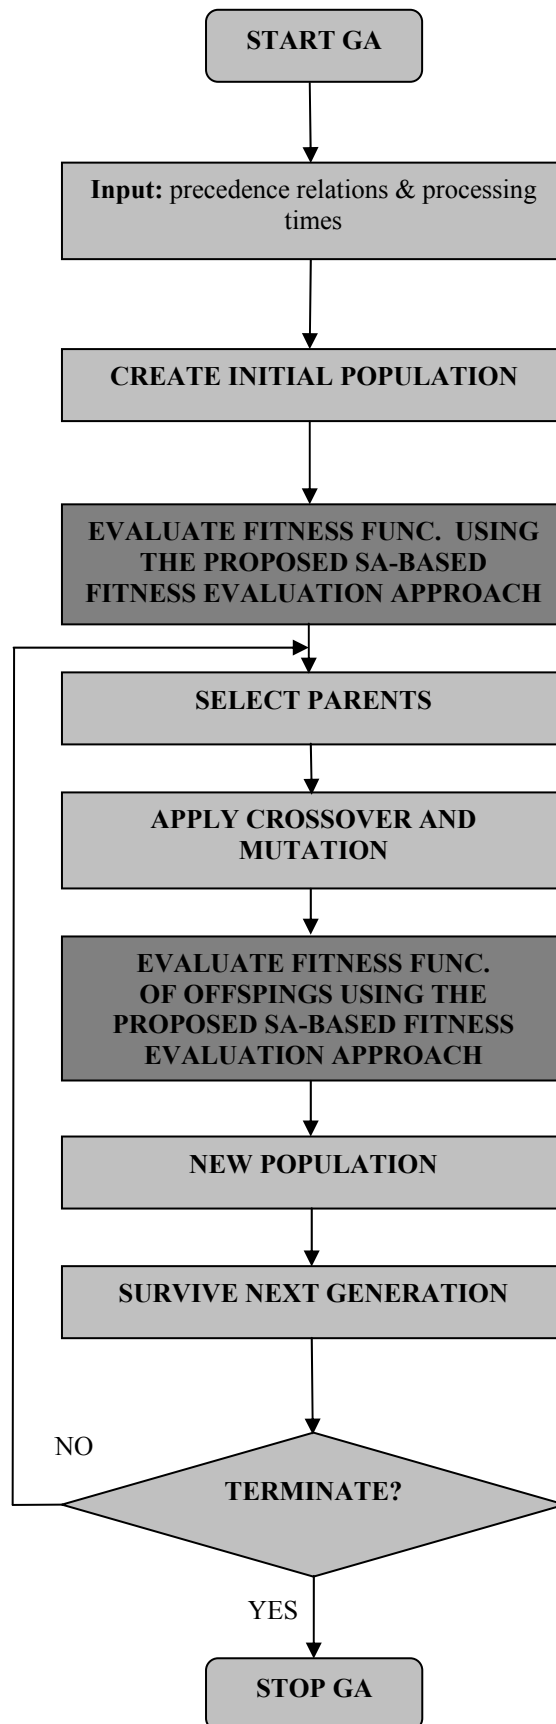 START GA
Input: precedence relations & processing
times
CREATE INITIAL POPULATION
EVALUATE FITNESS FUNC. USING
THE PROPOSED SA-BASED
FITNESS EVALUATION APPROACH
SELECT PARENTS
APPLY CROSSOVER AND
MUTATION
EVALUATE FITNESS FUNC.
OF OFFSPINGS USING THE
PROPOSED SA-BASED FITNESS
EVALUATION APPROACH
NEW POPULATION
SURVIVE NEXT GENERATION
NO
TERMINATE?
YES
STOP GA